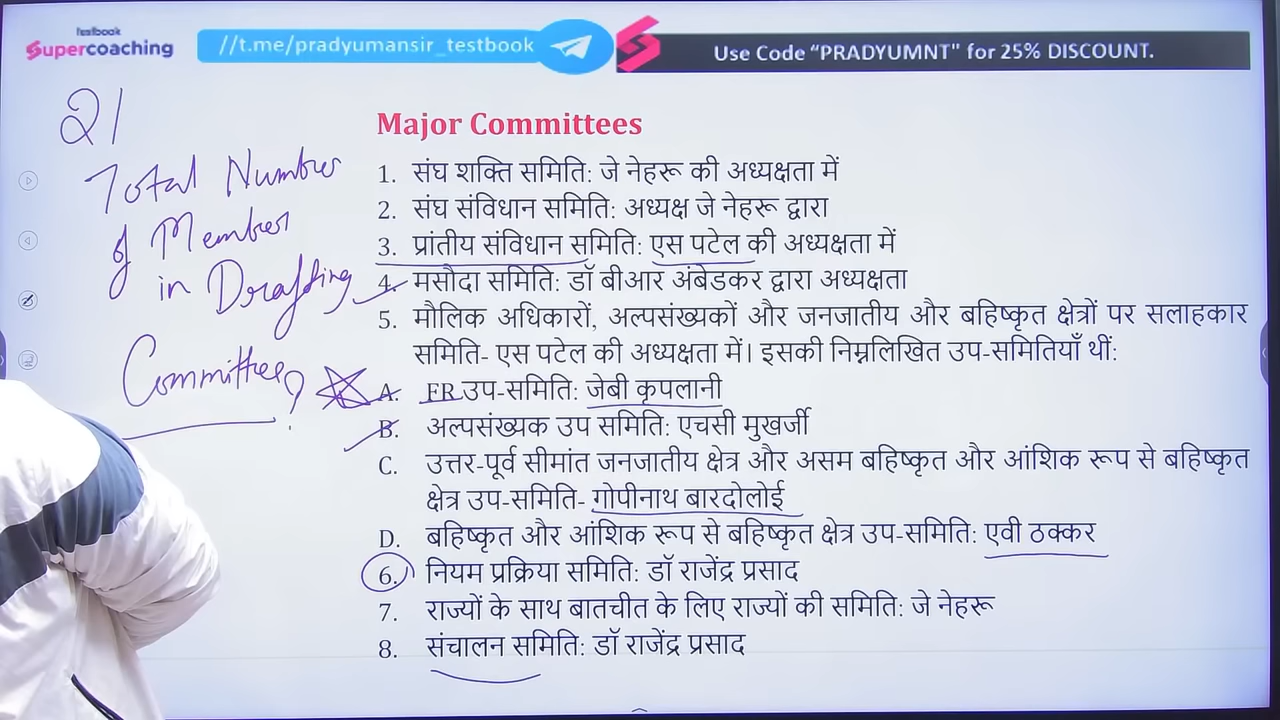 testbook
Supercoaching
//t.me/pradyumansir_testbook
Use Code “PRADYUMNT" for 25% DISCOUNT.
21
Total Number
of Member
in Drafting
Committee?
Major Committees
1. संघ शक्ति समिति: जे नेहरू की अध्यक्षता में
2. संघ संविधान समिति: अध्यक्ष जे नेहरू द्वारा
3. प्रांतीय संविधान समिति: एस पटेल की अध्यक्षता में
4. मसौदा समिति: डॉ बीआर अंबेडकर द्वारा अध्यक्षता
5. मौलिक अधिकारों, अल्पसंख्यकों और जनजातीय और बहिष्कृत क्षेत्रों पर सलाहकार
समिति- एस पटेल की अध्यक्षता में। इसकी निम्नलिखित उप-समितियाँ थीं:
A. FR उप-समिति: जेबी कृपलानी
B. अल्पसंख्यक उप समिति: एचसी मुखर्जी
C. उत्तर-पूर्व सीमांत जनजातीय क्षेत्र और असम बहिष्कृत और आंशिक रूप से बहिष्कृत
क्षेत्र उप-समिति- गोपीनाथ बारदोलोई
D. बहिष्कृत और आंशिक रूप से बहिष्कृत क्षेत्र उप-समिति: एवी ठक्कर
6. नियम प्रक्रिया समिति: डॉ राजेंद्र प्रसाद
7. राज्यों के साथ बातचीत के लिए राज्यों की समिति: जे नेहरू
8. संचालन समिति: डॉ राजेंद्र प्रसाद